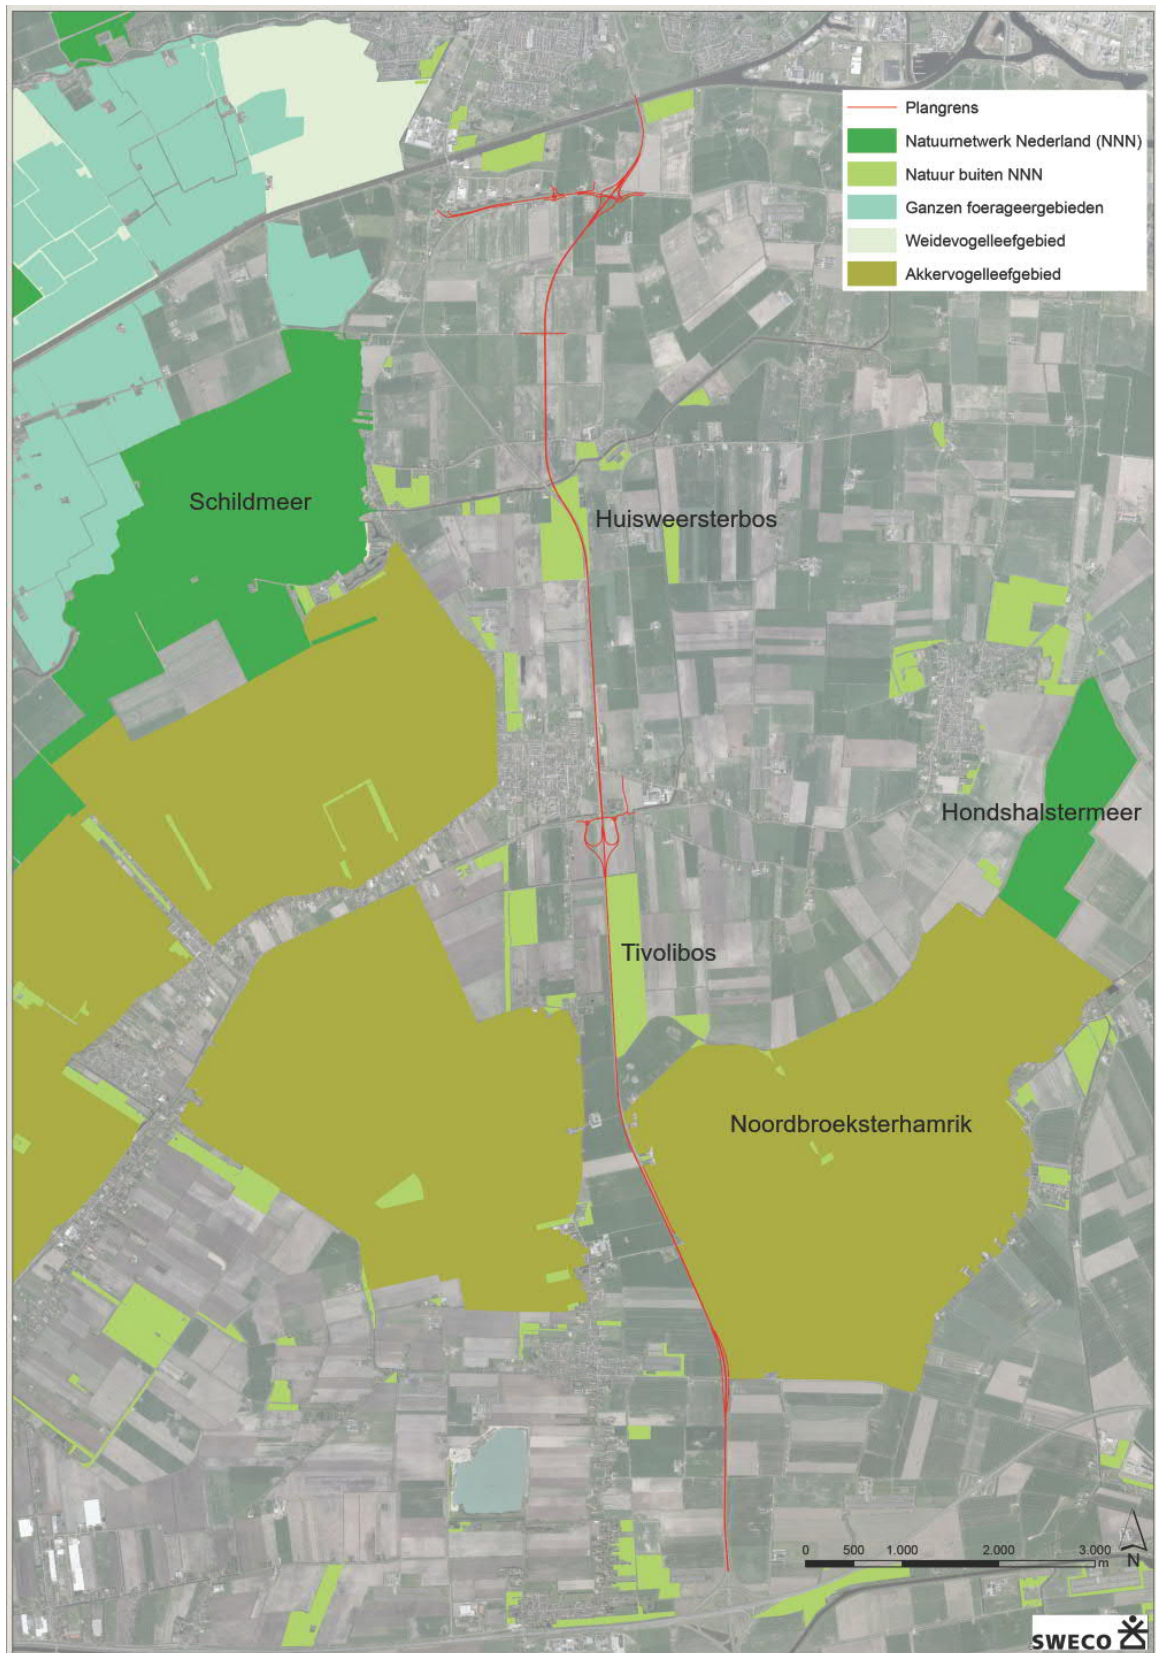 Plangrens
Natuurnetwerk Nederland (NNN)
Natuur buiten NNN
Ganzen foerageergebieden
Weidevogelleefgebied
Akkervogelleefgebied
Schildmeer
Huisweersterbos
Hondshalstermeer
Tivolibos
Noordbroeksterhamrik
0 500 1.000 2.000 3.000
m
N
SWECO